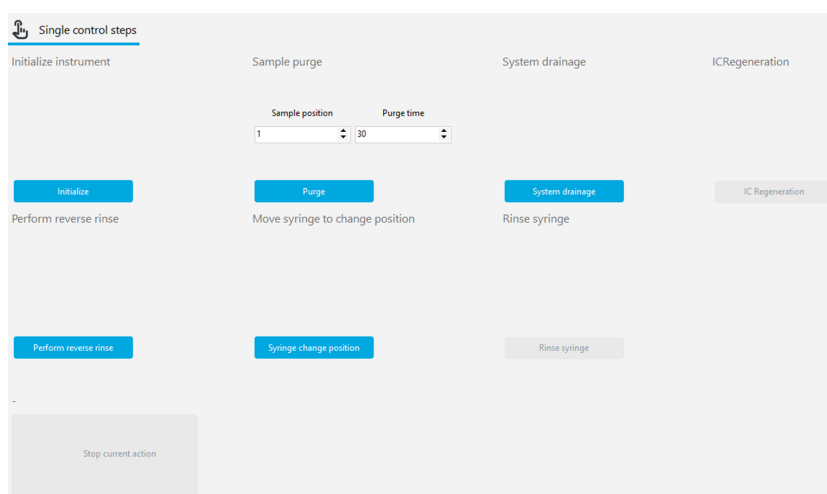 Single control steps
Initialize instrument
Sample purge
System drainage
ICRegeneration
Sample position
Purge time
1
30
Initialize
Purge
System drainage
IC Regeneration
Perform reverse rinse
Move syringe to change position
Rinse syringe
Perform reverse rinse
Syringe change position
Rinse syringe
-
Stop current action